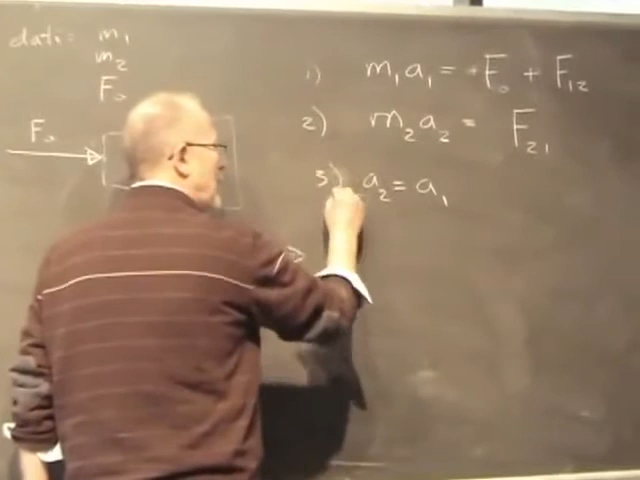 data: m₁
m₂
F₀
F₀
1) m₁a₁ = F₀ + F₁₂
2) m₂a₂ = F₂₁
3) a₂ = a₁